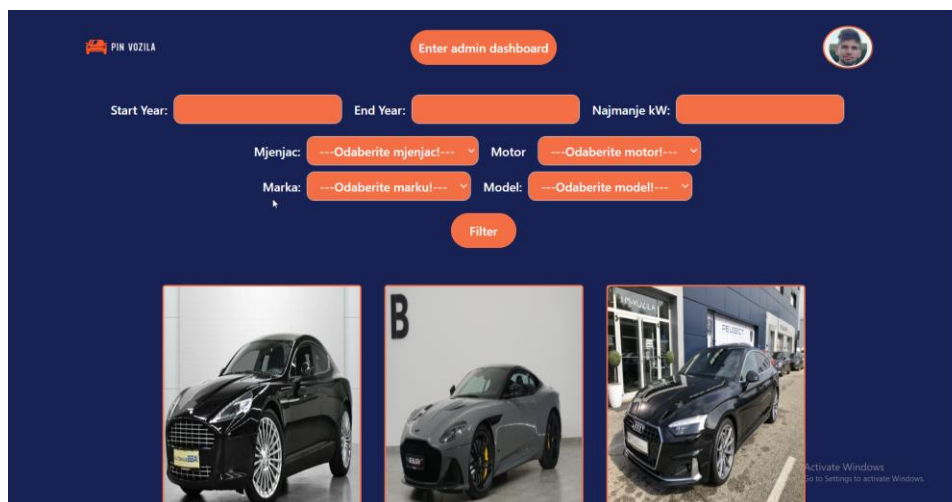 PIN VOZILA
Enter admin dashboard
Start Year:
End Year:
Najmanje kW:
Mjenjac:
---Odaberite mjenjac!---
Motor
---Odaberite motor!---
Marka:
---Odaberite marku!---
Model:
---Odaberite model!---
Filter
B
PEUGEOT
Activate Windows
Go to Settings to activate Windows.